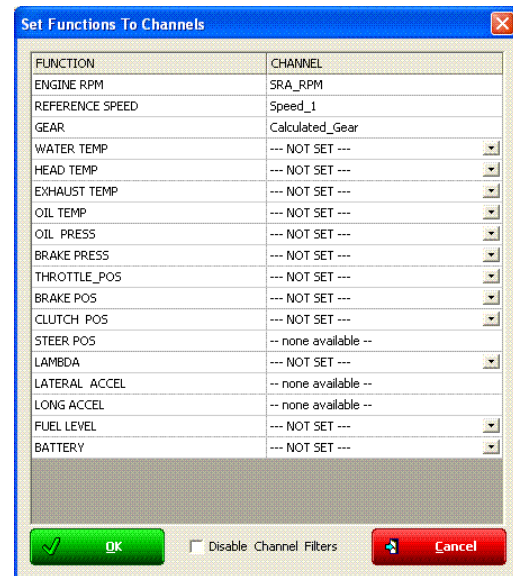 Set Functions To Channels
FUNCTION CHANNEL
ENGINE RPM SRA_RPM
REFERENCE SPEED Speed_1
GEAR Calculated_Gear
WATER TEMP --- NOT SET ---
HEAD TEMP --- NOT SET ---
EXHAUST TEMP --- NOT SET ---
OIL TEMP --- NOT SET ---
OIL PRESS --- NOT SET ---
BRAKE PRESS --- NOT SET ---
THROTTLE_POS --- NOT SET ---
BRAKE POS --- NOT SET ---
CLUTCH POS --- NOT SET ---
STEER POS -- none available --
LAMBDA --- NOT SET ---
LATERAL ACCEL -- none available --
LONG ACCEL -- none available --
FUEL LEVEL --- NOT SET ---
BATTERY --- NOT SET ---
OK Disable Channel Filters Cancel